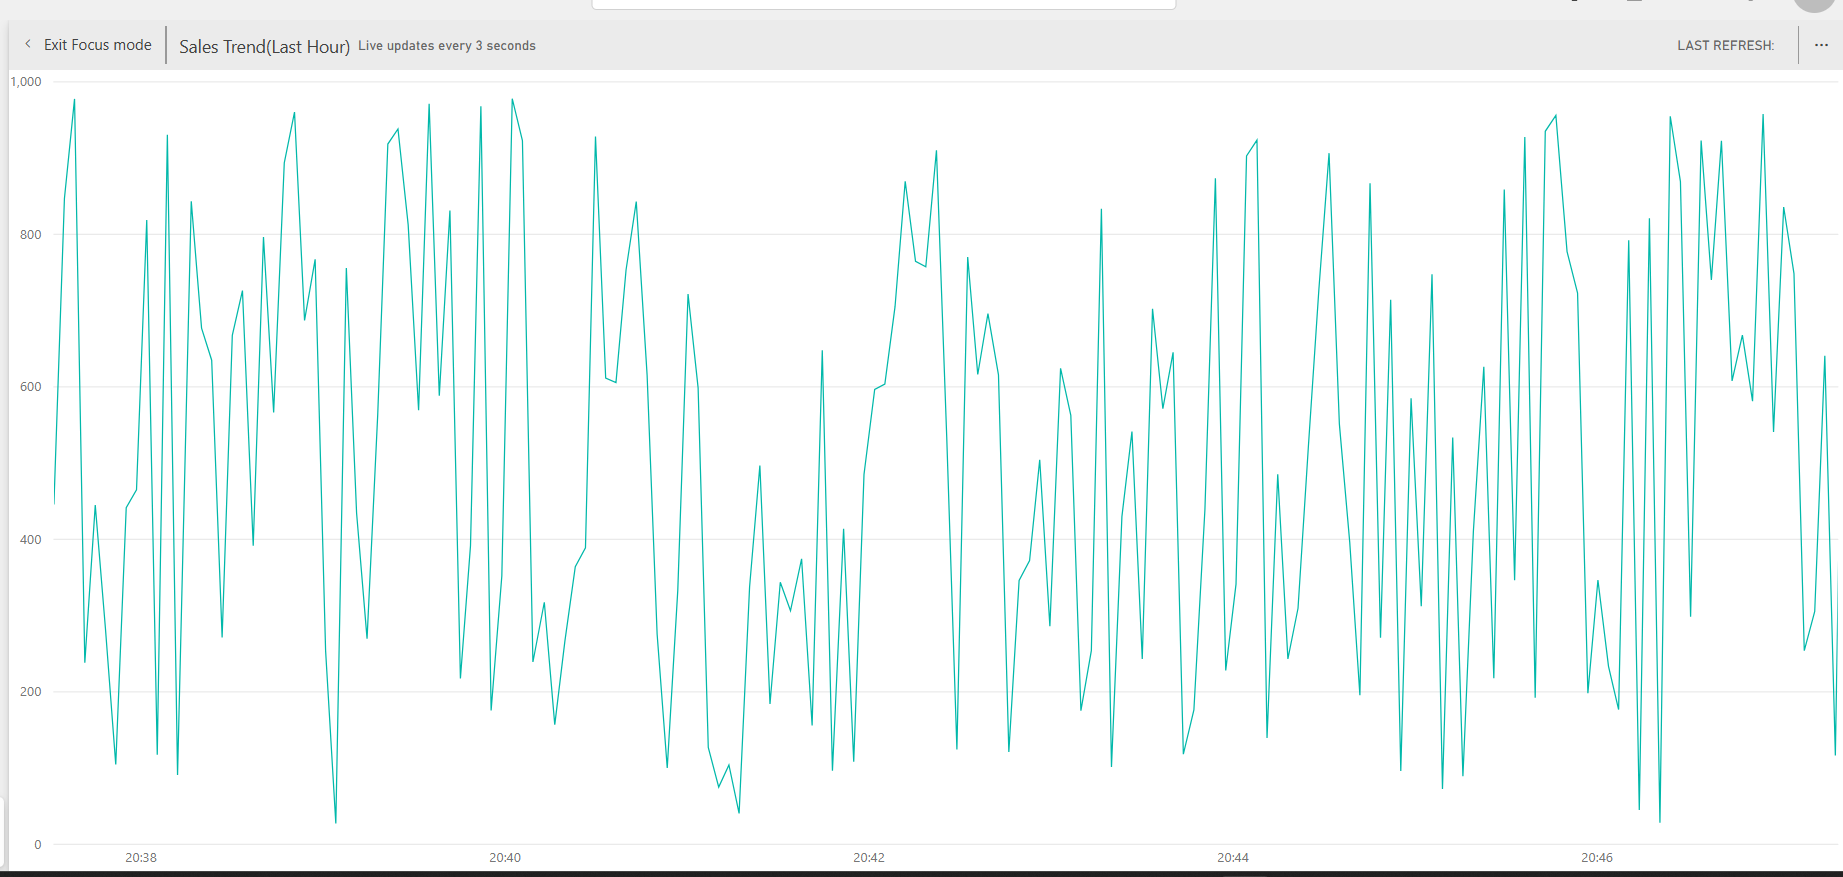 Exit Focus mode
Sales Trend(Last Hour) Live updates every 3 seconds
LAST REFRESH:
1,000
800
600
400
200
0
20:38 20:40 20:42 20:44 20:46